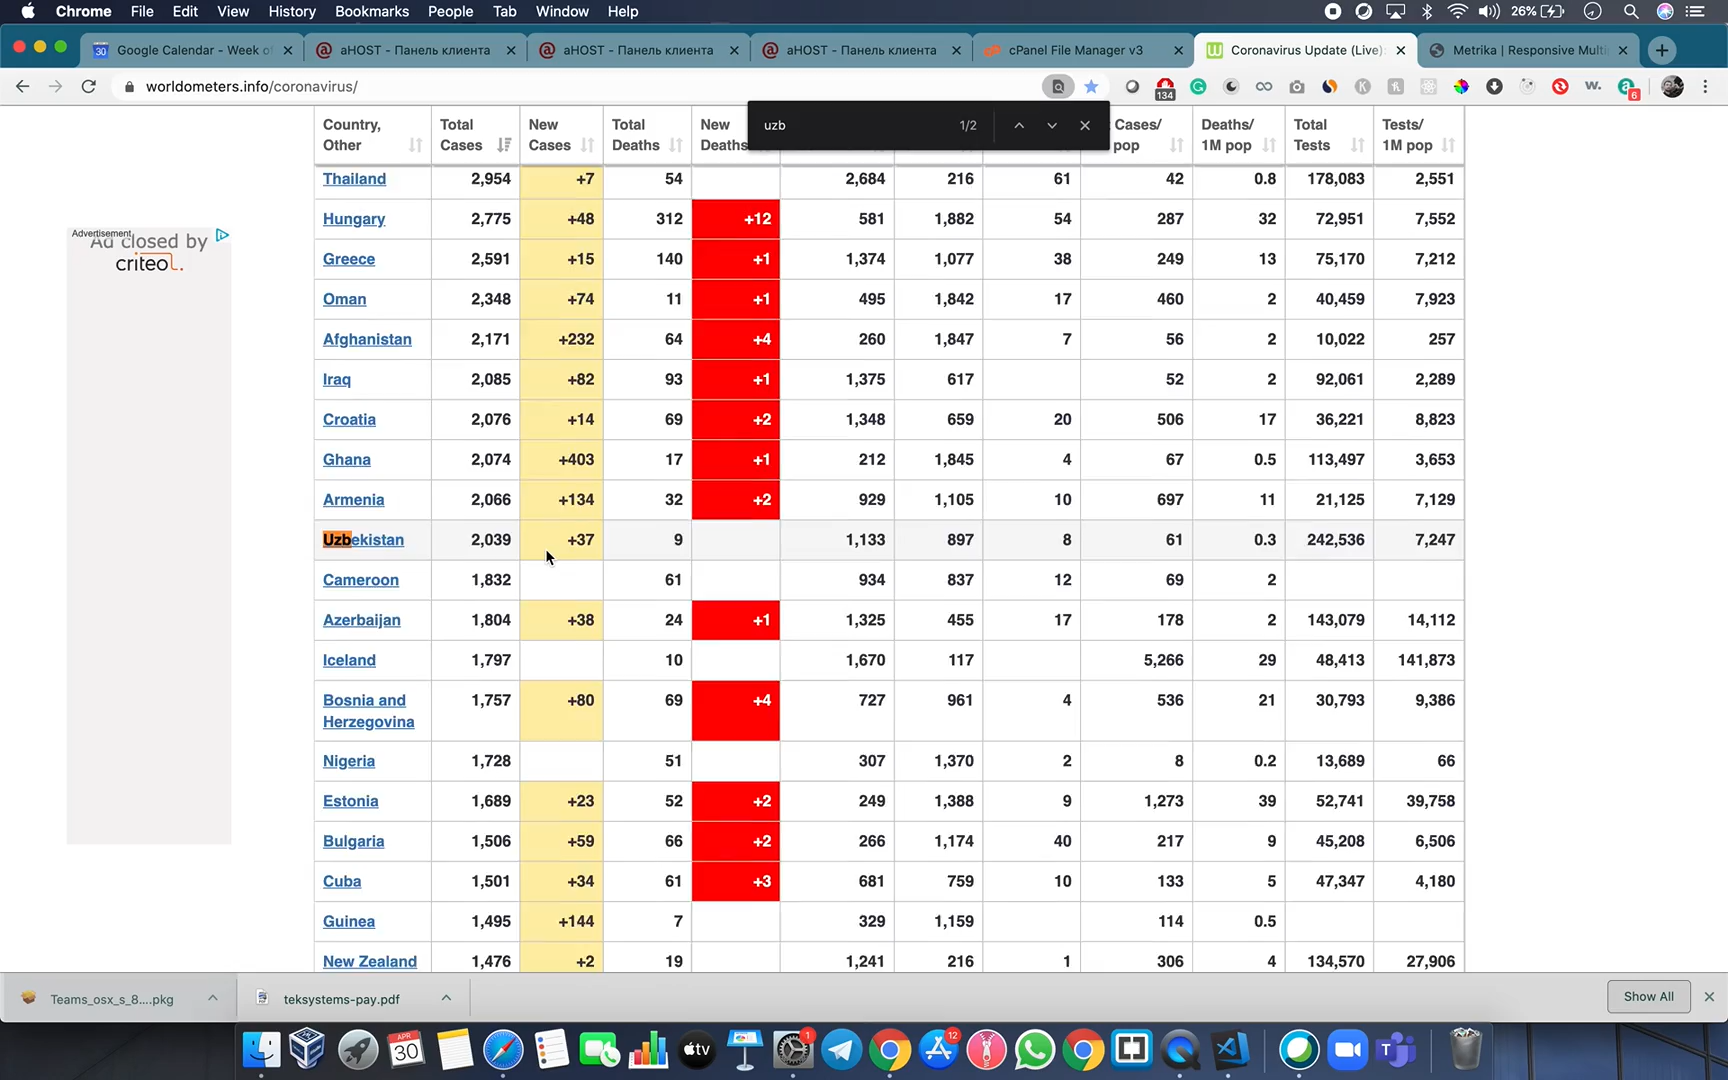 Chrome File Edit View History Bookmarks People Tab Window Help 26%
Google Calendar - Week of
aHOST - Панель клиента
aHOST - Панель клиента
aHOST - Панель клиента
cPanel File Manager v3
Coronavirus Update (Live)
Metrika | Responsive Multi
worldometers.info/coronavirus/
134
6
uzb 1/2
Country, Other Total Cases New Cases Total Deaths New Deaths Cases/ pop Deaths/ 1M pop Total Tests Tests/ 1M pop
Thailand 2,954 +7 54 2,684 216 61 42 0.8 178,083 2,551
Hungary 2,775 +48 312 +12 581 1,882 54 287 32 72,951 7,552
Greece 2,591 +15 140 +1 1,374 1,077 38 249 13 75,170 7,212
Oman 2,348 +74 11 +1 495 1,842 17 460 2 40,459 7,923
Afghanistan 2,171 +232 64 +4 260 1,847 7 56 2 10,022 257
Iraq 2,085 +82 93 +1 1,375 617 52 2 92,061 2,289
Croatia 2,076 +14 69 +2 1,348 659 20 506 17 36,221 8,823
Ghana 2,074 +403 17 +1 212 1,845 4 67 0.5 113,497 3,653
Armenia 2,066 +134 32 +2 929 1,105 10 697 11 21,125 7,129
Uzbekistan 2,039 +37 9 1,133 897 8 61 0.3 242,536 7,247
Cameroon 1,832 61 934 837 12 69 2
Azerbaijan 1,804 +38 24 +1 1,325 455 17 178 2 143,079 14,112
Iceland 1,797 10 1,670 117 5,266 29 48,413 141,873
Bosnia and Herzegovina 1,757 +80 69 +4 727 961 4 536 21 30,793 9,386
Nigeria 1,728 51 307 1,370 2 8 0.2 13,689 66
Estonia 1,689 +23 52 +2 249 1,388 9 1,273 39 52,741 39,758
Bulgaria 1,506 +59 66 +2 266 1,174 40 217 9 45,208 6,506
Cuba 1,501 +34 61 +3 681 759 10 133 5 47,347 4,180
Guinea 1,495 +144 7 329 1,159 114 0.5
New Zealand 1,476 +2 19 1,241 216 1 306 4 134,570 27,906
Advertisement
Ad closed by
criteo.
Teams_osx_s_8....pkg
teksystems-pay.pdf
Show All
APR
30
tv
1
12